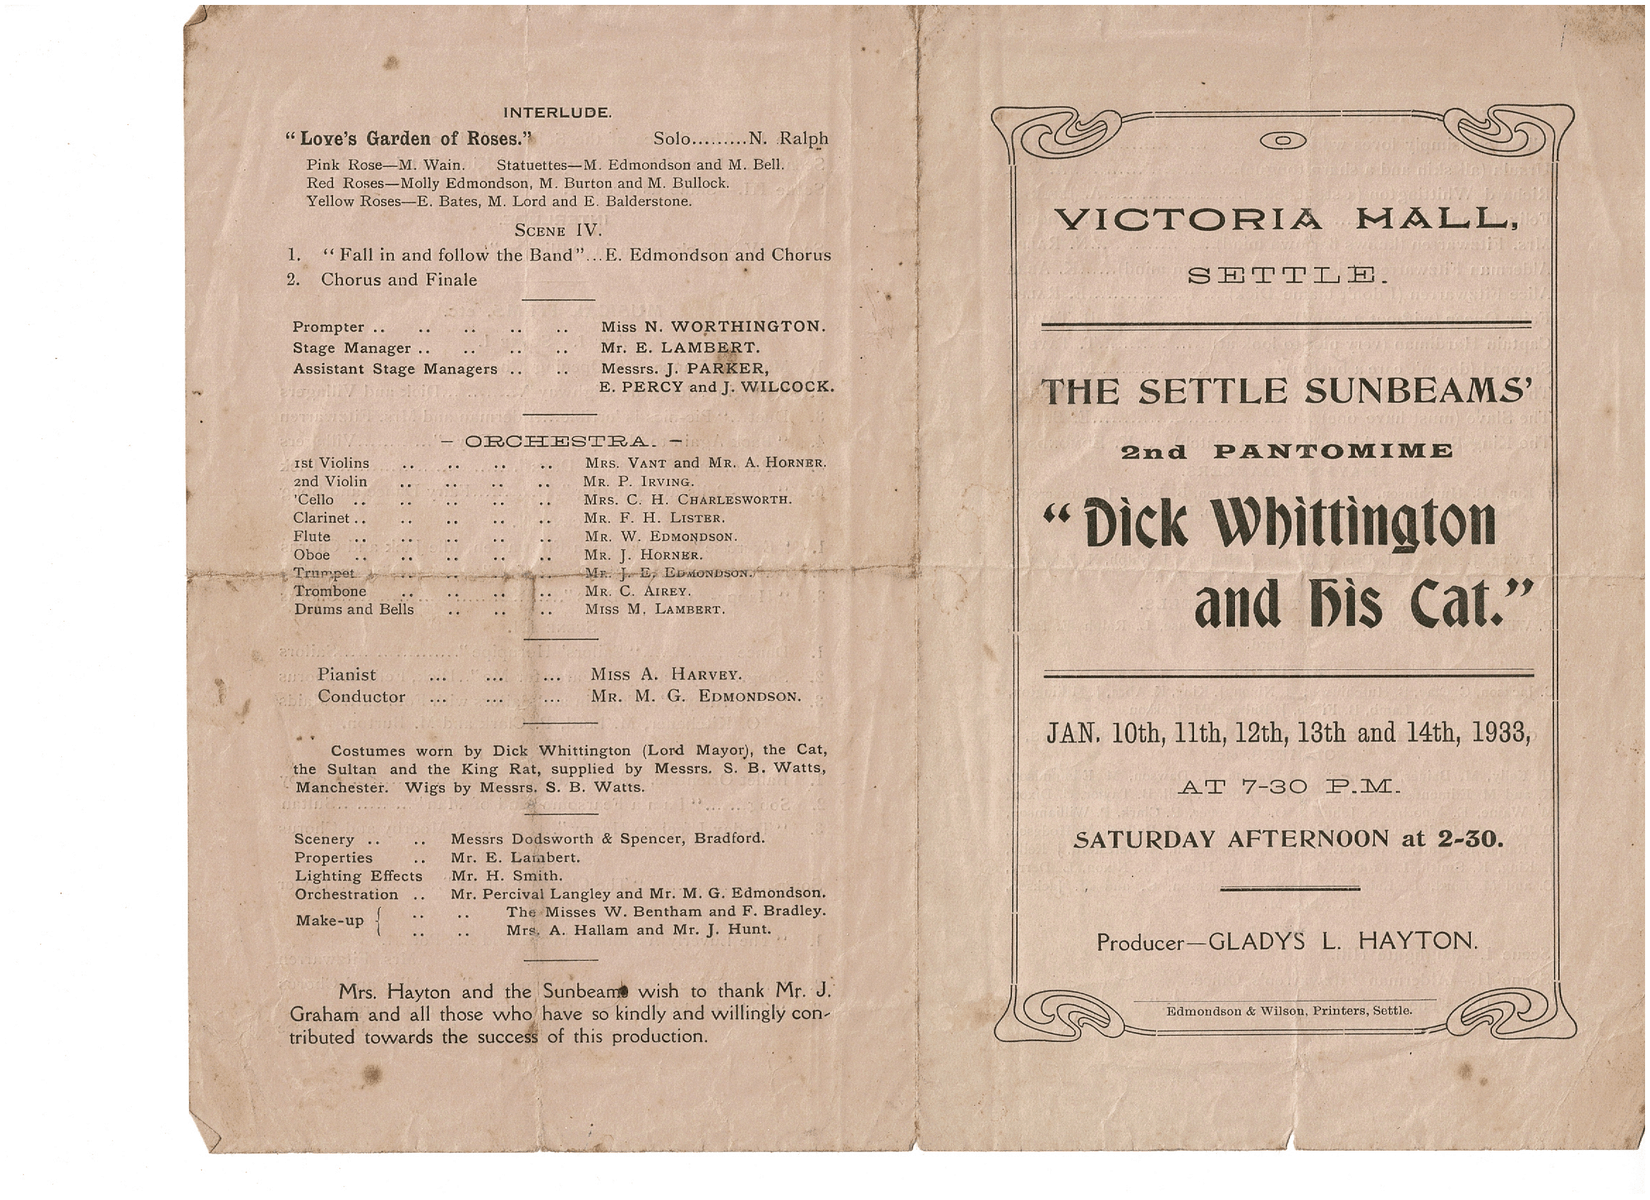 INTERLUDE.
"Love's Garden of Roses." Solo.........N. Ralph
Pink Rose—M. Wain. Statuettes—M. Edmondson and M. Bell.
Red Roses—Molly Edmondson, M. Burton and M. Bullock.
Yellow Roses—E. Bates, M. Lord and E. Balderstone.
SCENE IV.
1. "Fall in and follow the Band"...E. Edmondson and Chorus
2. Chorus and Finale
Prompter .. .. .. .. .. Miss N. WORTHINGTON.
Stage Manager .. .. .. .. Mr. E. LAMBERT.
Assistant Stage Managers .. .. Messrs. J. PARKER,
E. PERCY and J. WILCOCK.
– ORCHESTRA. –
1st Violins .. .. .. .. MRS. VANT and MR. A. HORNER.
2nd Violin .. .. .. .. MR. P. IRVING.
'Cello .. .. .. .. .. MRS. C. H. CHARLESWORTH.
Clarinet .. .. .. .. .. MR. F. H. LISTER.
Flute .. .. .. .. .. MR. W. EDMONDSON.
Oboe .. .. .. .. .. MR. J. HORNER.
Trumpet .. .. .. .. MR. J. E. EDMONDSON.
Trombone .. .. .. .. MR. C. AIREY.
Drums and Bells .. .. .. MISS M. LAMBERT.
Pianist ... ... ... MISS A. HARVEY.
Conductor ... ... ... MR. M. G. EDMONDSON.
Costumes worn by Dick Whittington (Lord Mayor), the Cat,
the Sultan and the King Rat, supplied by Messrs. S. B. Watts,
Manchester. Wigs by Messrs. S. B. Watts.
Scenery .. .. Messrs Dodsworth & Spencer, Bradford.
Properties .. Mr. E. Lambert.
Lighting Effects Mr. H. Smith.
Orchestration .. Mr. Percival Langley and Mr. M. G. Edmondson.
Make-up { .. .. The Misses W. Bentham and F. Bradley.
.. .. Mrs. A. Hallam and Mr. J. Hunt.
Mrs. Hayton and the Sunbeams wish to thank Mr. J.
Graham and all those who have so kindly and willingly con-
tributed towards the success of this production.
VICTORIA HALL,
SETTLE.
THE SETTLE SUNBEAMS'
2nd PANTOMIME
"Dick Whittington
and his Cat."
JAN. 10th, 11th, 12th, 13th and 14th, 1933,
AT 7-30 P.M.
SATURDAY AFTERNOON at 2-30.
Producer—GLADYS L. HAYTON.
Edmondson & Wilson, Printers, Settle.